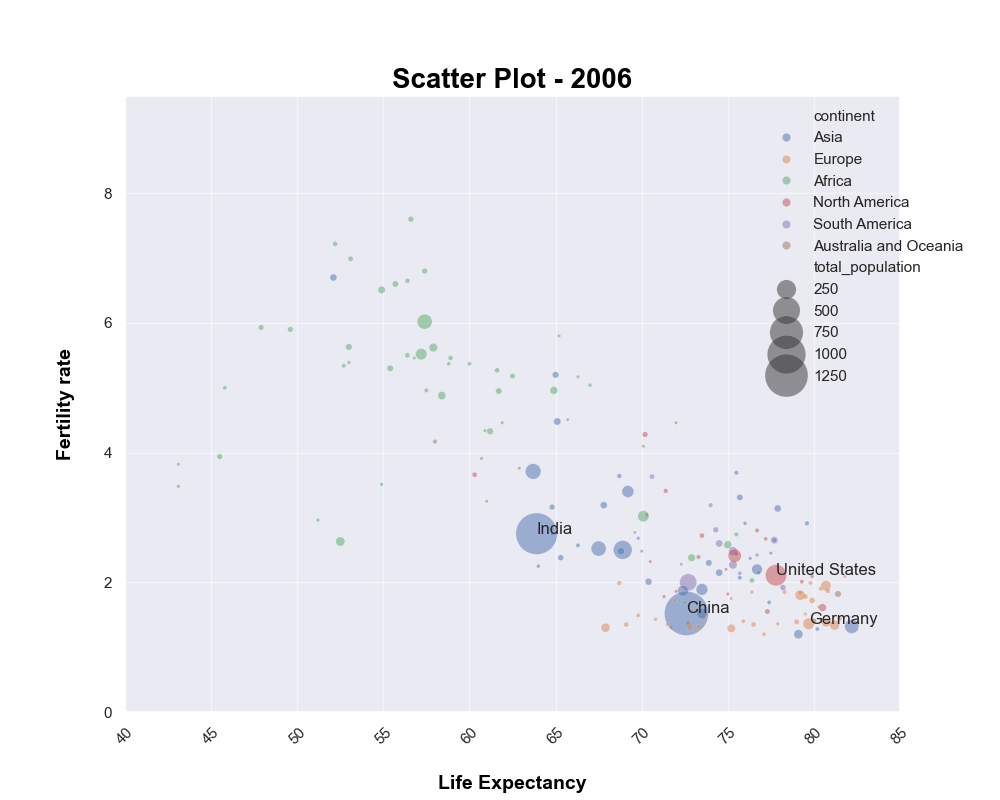 Scatter Plot - 2006
continent
Asia
Europe
Africa
North America
South America
Australia and Oceania
total_population
250
500
750
1000
1250
8
6
4
2
0
Fertility rate
India
United States
China
Germany
40 45 50 55 60 65 70 75 80 85
Life Expectancy